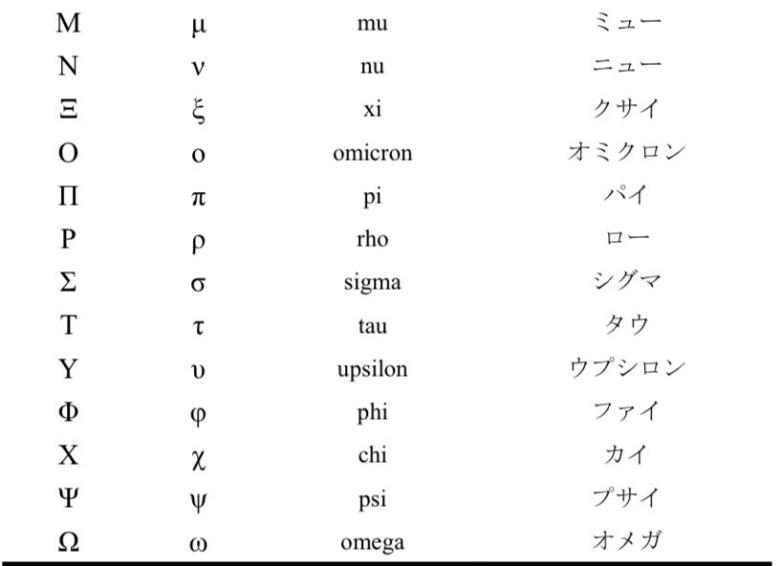 Μ μ mu ミュー
Ν ν nu ニュー
Ξ ξ xi クサイ
Ο ο omicron オミクロン
Π π pi パイ
Ρ ρ rho ロー
Σ σ sigma シグマ
Τ τ tau タウ
Υ υ upsilon ウプシロン
Φ φ phi ファイ
Χ χ chi カイ
Ψ ψ psi プサイ
Ω ω omega オメガ